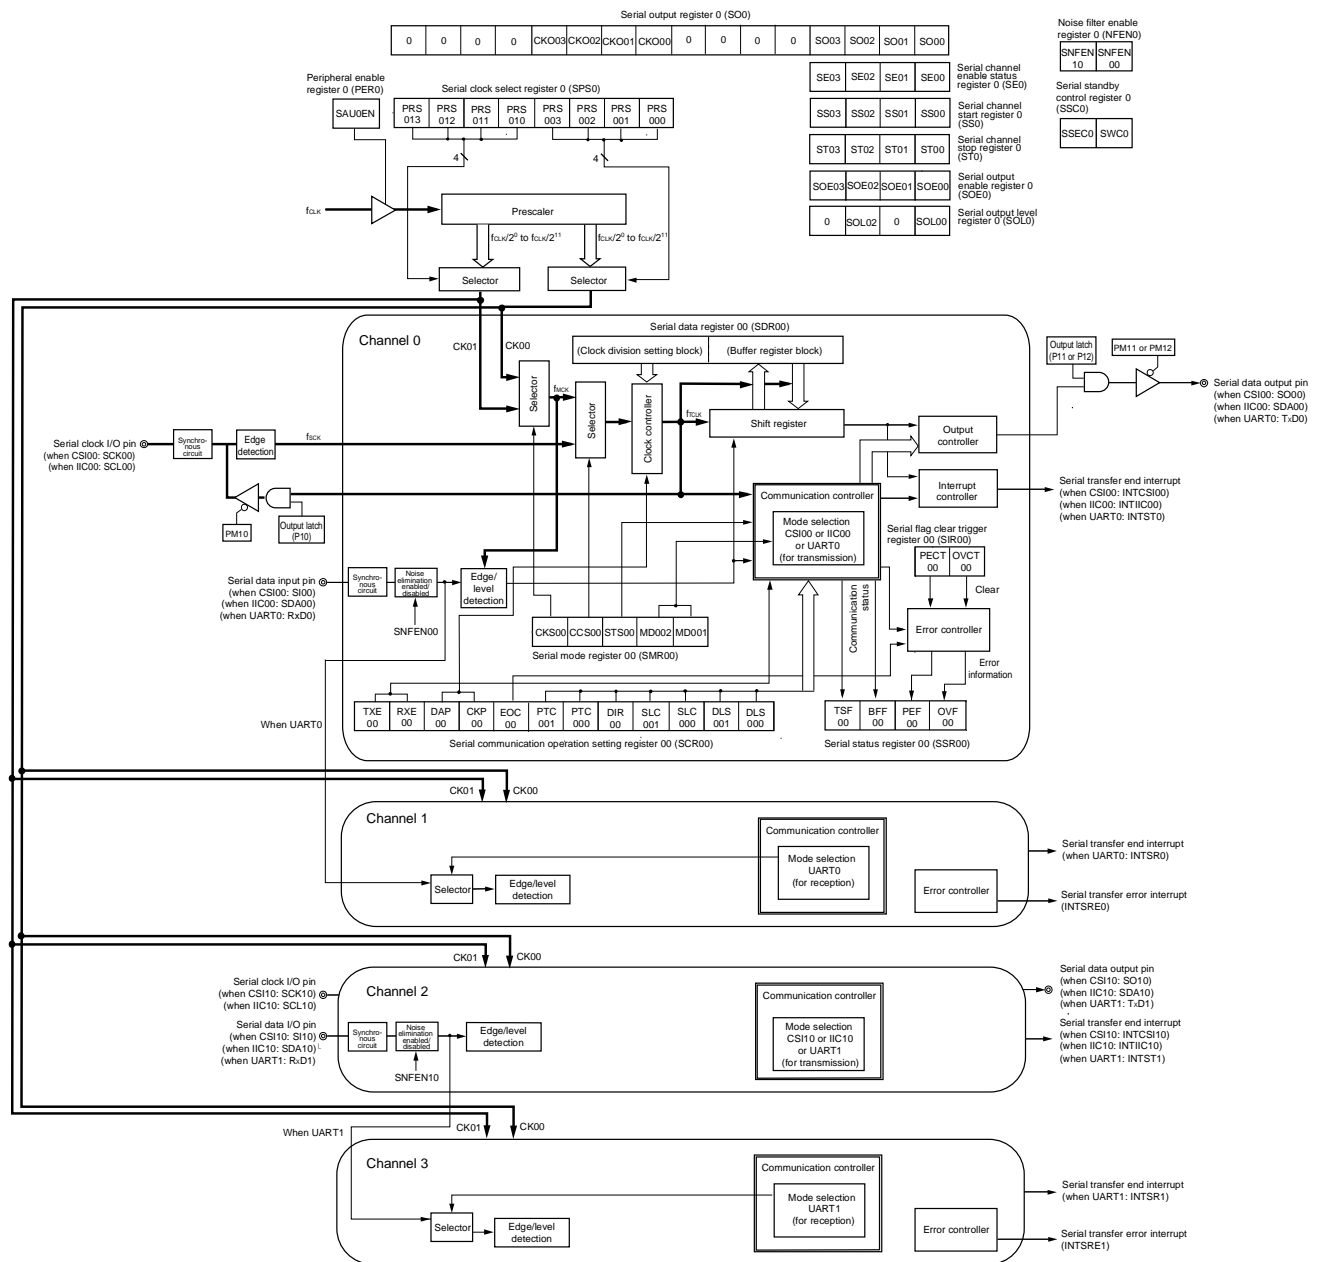 Serial output register 0 (SO0)
0 0 0 0 CKO03 CKO02 CKO01 CKO00 0 0 0 0 SO03 SO02 SO01 SO00
Noise filter enable
register 0 (NFEN0)
SNFEN SNFEN
10 00
SE03 SE02 SE01 SE00
Serial channel
enable status
register 0 (SE0)
Peripheral enable
register 0 (PER0)
SAU0EN
Serial clock select register 0 (SPS0)
PRS PRS PRS PRS PRS PRS PRS PRS
013 012 011 010 003 002 001 000
Serial standby
control register 0
(SSC0)
SSEC0 SWC0
SS03 SS02 SS01 SS00
Serial channel
start register 0
(SS0)
ST03 ST02 ST01 ST00
Serial channel
stop register 0
(ST0)
SOE03 SOE02 SOE01 SOE00
Serial output
enable register 0
(SOE0)
0 SOL02 0 SOL00
Serial output level
register 0 (SOL0)
4
4
fCLK
Prescaler
fCLK/2⁰ to fCLK/2¹¹
fCLK/2⁰ to fCLK/2¹¹
Selector
Selector
Channel 0
CK01
CK00
Serial data register 00 (SDR00)
(Clock division setting block)
(Buffer register block)
Selector
fMCK
Selector
Clock controller
fTCLK
Shift register
Output latch
(P11 or P12)
PM11 or PM12
Serial data output pin
(when CSI00: SO00)
(when IIC00: SDA00)
(when UART0: TxD0)
Output
controller
Serial clock I/O pin
(when CSI00: SCK00)
(when IIC00: SCL00)
Synchro-
nous
circuit
Edge
detection
fSCK
PM10
Output latch
(P10)
Communication controller
Mode selection
CSI00 or IIC00
or UART0
(for transmission)
Interrupt
controller
Serial transfer end interrupt
(when CSI00: INTCSI00)
(when IIC00: INTIIC00)
(when UART0: INTST0)
Serial flag clear trigger
register 00 (SIR00)
PECT OVCT
00 00
Clear
Serial data input pin
(when CSI00: SI00)
(when IIC00: SDA00)
(when UART0: RxD0)
Synchro-
nous
circuit
Noise
elimination
enabled/
disabled
SNFEN00
Edge/
level
detection
CKS00 CCS00 STS00 MD002 MD001
Serial mode register 00 (SMR00)
Communication
status
Error controller
Error
information
When UART0
TXE RXE DAP CKP EOC PTC PTC DIR SLC SLC DLS DLS
00 00 00 00 00 001 000 00 001 000 001 000
Serial communication operation setting register 00 (SCR00)
TSF BFF PEF OVF
00 00 00 00
Serial status register 00 (SSR00)
CK01
CK00
Channel 1
Communication controller
Mode selection
UART0
(for reception)
Selector
Edge/level
detection
Error controller
Serial transfer end interrupt
(when UART0: INTSR0)
Serial transfer error interrupt
(INTSRE0)
CK01
CK00
Serial clock I/O pin
(when CSI10: SCK10)
(when IIC10: SCL10)
Channel 2
Serial data I/O pin
(when CSI10: SI10)
(when IIC10: SDA10)
(when UART1: RxD1)
Synchro-
nous
circuit
Noise
elimination
enabled/
disabled
SNFEN10
Edge/level
detection
Communication controller
Mode selection
CSI10 or IIC10
or UART1
(for transmission)
Serial data output pin
(when CSI10: SO10)
(when IIC10: SDA10)
(when UART1: TxD1)
Serial transfer end interrupt
(when CSI10: INTCSI10)
(when IIC10: INTIIC10)
(when UART1: INTST1)
When UART1
CK01
CK00
Channel 3
Communication controller
Mode selection
UART1
(for reception)
Selector
Edge/level
detection
Error controller
Serial transfer end interrupt
(when UART1: INTSR1)
Serial transfer error interrupt
(INTSRE1)